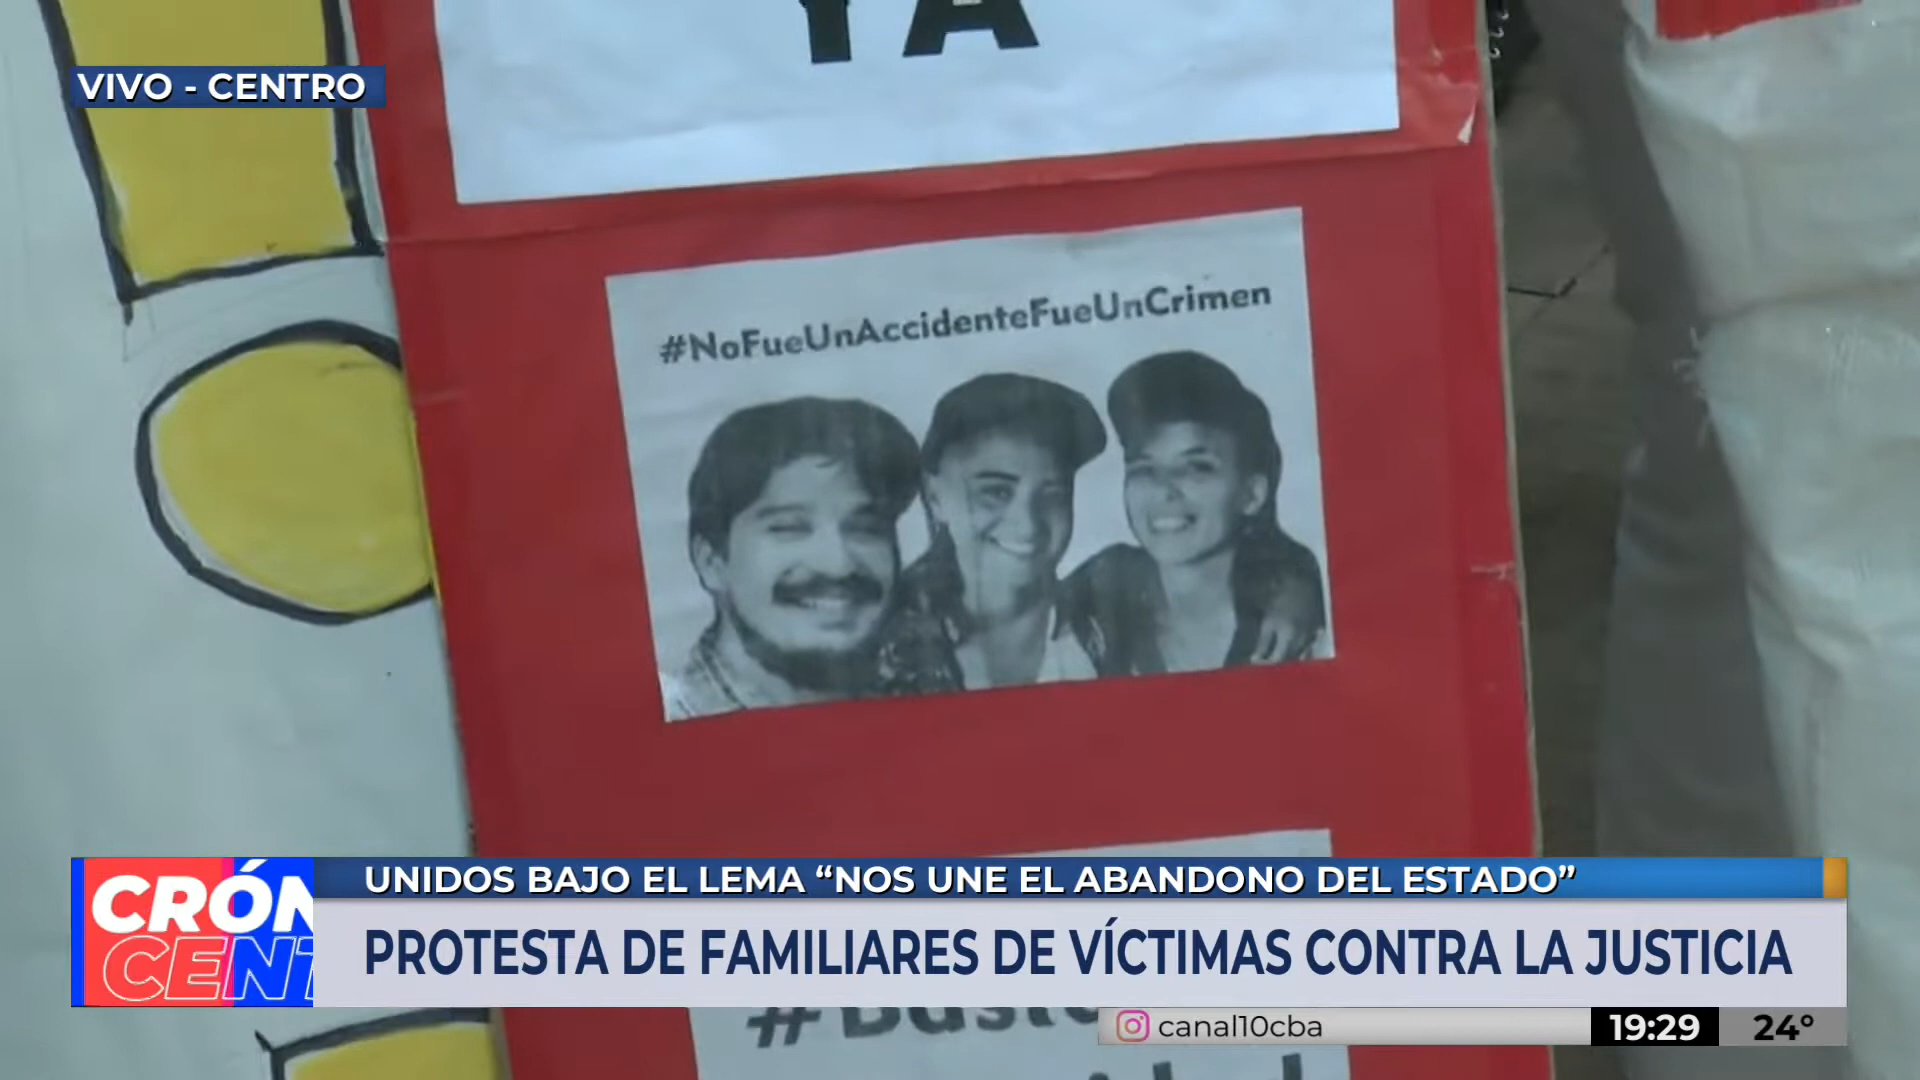 YA
VIVO - CENTRO
#NoFueUnAccidenteFueUnCrimen
UNIDOS BAJO EL LEMA “NOS UNE EL ABANDONO DEL ESTADO”
CRÓN
CENT
PROTESTA DE FAMILIARES DE VÍCTIMAS CONTRA LA JUSTICIA
canal10cba
19:29
24°